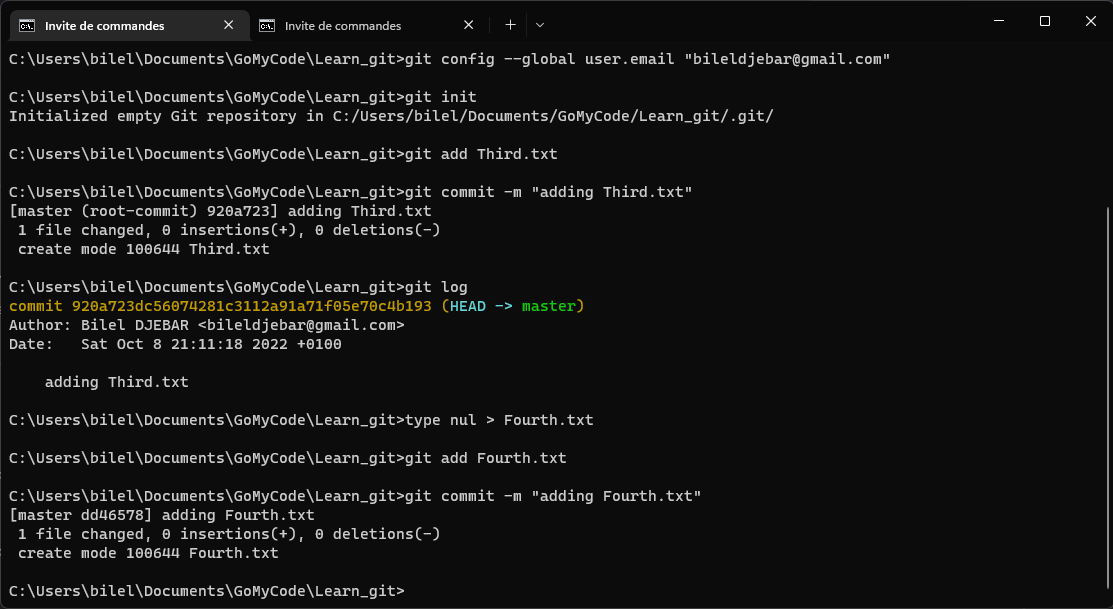 Invite de commandes
Invite de commandes
C:\Users\bilel\Documents\GoMyCode\Learn_git>git config --global user.email "bileldjebar@gmail.com"
C:\Users\bilel\Documents\GoMyCode\Learn_git>git init
Initialized empty Git repository in C:/Users/bilel/Documents/GoMyCode/Learn_git/.git/
C:\Users\bilel\Documents\GoMyCode\Learn_git>git add Third.txt
C:\Users\bilel\Documents\GoMyCode\Learn_git>git commit -m "adding Third.txt"
[master (root-commit) 920a723] adding Third.txt
 1 file changed, 0 insertions(+), 0 deletions(-)
 create mode 100644 Third.txt
C:\Users\bilel\Documents\GoMyCode\Learn_git>git log
commit 920a723dc56074281c3112a91a71f05e70c4b193 (HEAD -> master)
Author: Bilel DJEBAR <bileldjebar@gmail.com>
Date:   Sat Oct 8 21:11:18 2022 +0100
    adding Third.txt
C:\Users\bilel\Documents\GoMyCode\Learn_git>type nul > Fourth.txt
C:\Users\bilel\Documents\GoMyCode\Learn_git>git add Fourth.txt
C:\Users\bilel\Documents\GoMyCode\Learn_git>git commit -m "adding Fourth.txt"
[master dd46578] adding Fourth.txt
 1 file changed, 0 insertions(+), 0 deletions(-)
 create mode 100644 Fourth.txt
C:\Users\bilel\Documents\GoMyCode\Learn_git>